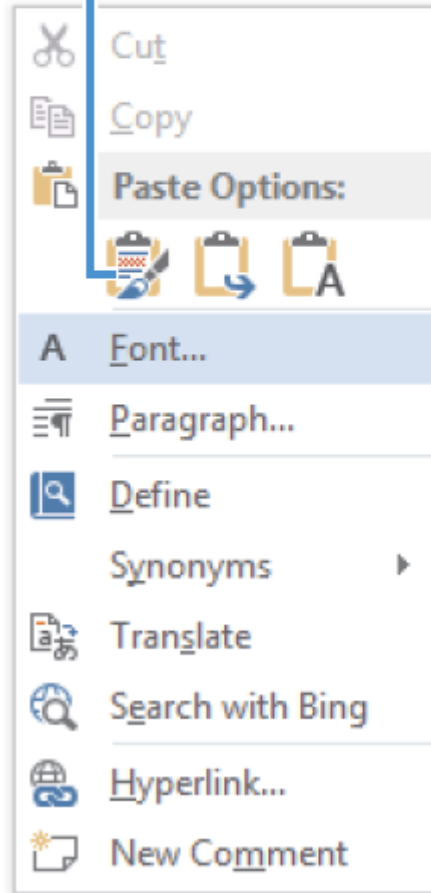 Cut
Copy
Paste Options:
A
A Font...
Paragraph...
Define
Synonyms
Translate
Search with Bing
Hyperlink...
New Comment